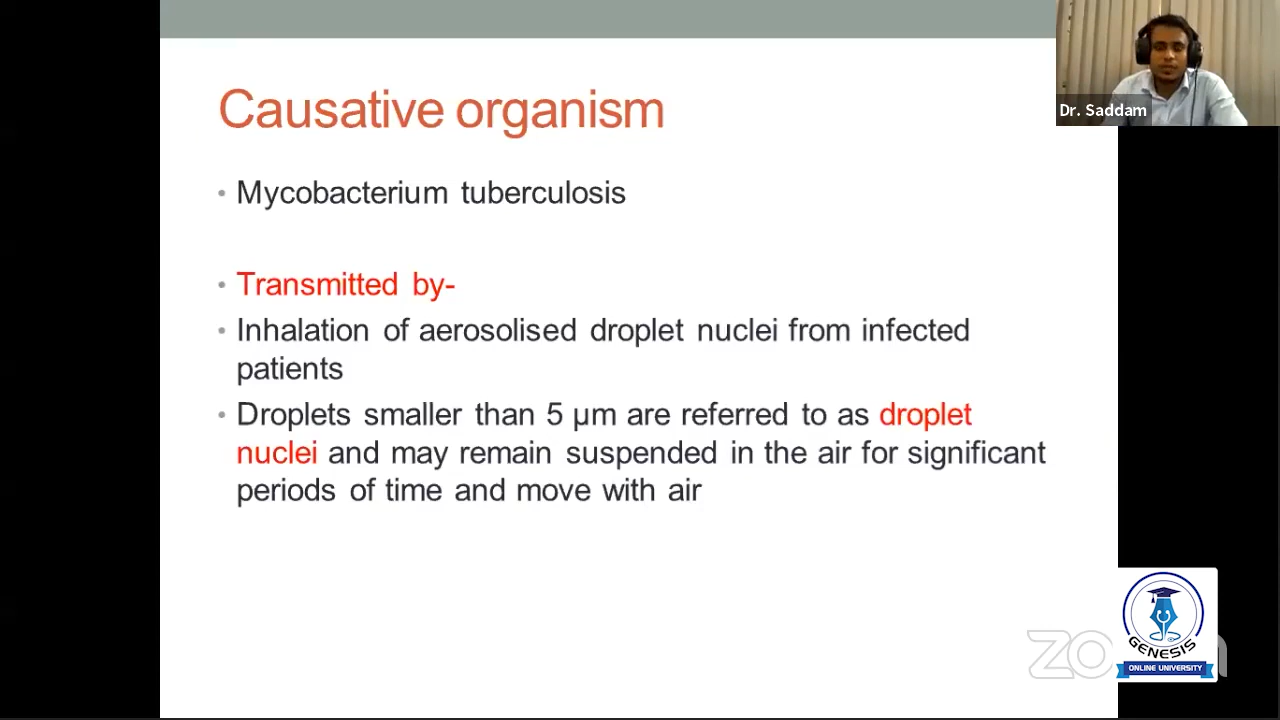 Causative organism
• Mycobacterium tuberculosis
• Transmitted by-
• Inhalation of aerosolised droplet nuclei from infected
patients
• Droplets smaller than 5 µm are referred to as droplet
nuclei and may remain suspended in the air for significant
periods of time and move with air
Dr. Saddam
GENESIS
ONLINE UNIVERSITY